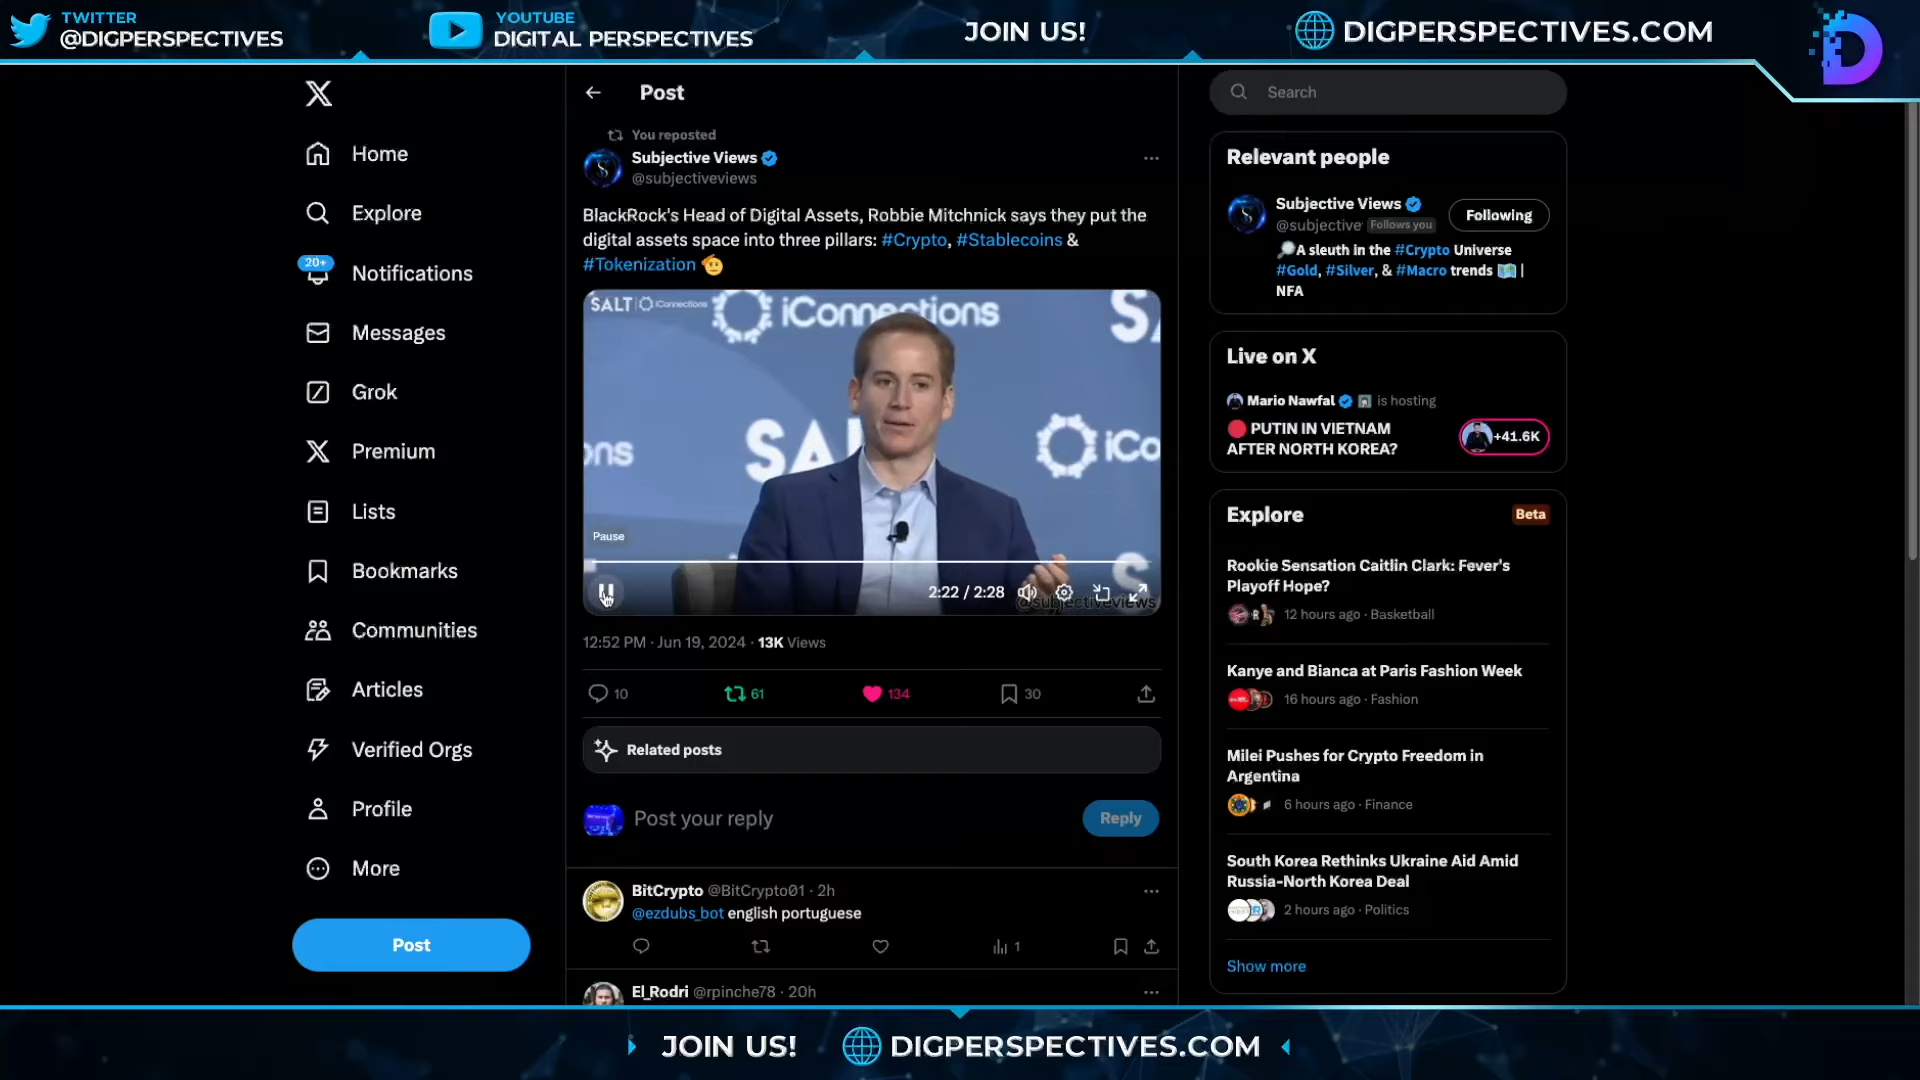 TWITTER
@DIGPERSPECTIVES
YOUTUBE
DIGITAL PERSPECTIVES
JOIN US!
DIGPERSPECTIVES.COM
Home
Explore
20+
Notifications
Messages
Grok
Premium
Lists
Bookmarks
Communities
Articles
Verified Orgs
Profile
More
Post
Post
You reposted
Subjective Views
@subjectiveviews
BlackRock's Head of Digital Assets, Robbie Mitchnick says they put the
digital assets space into three pillars: #Crypto, #Stablecoins &
#Tokenization
SALT iConnections
iConnections
SALT
iCo
Pause
2:22 / 2:28
@subjectiveviews
12:52 PM · Jun 19, 2024 · 13K Views
10
61
134
30
Related posts
Post your reply
Reply
BitCrypto @BitCrypto01 · 2h
@ezdubs_bot english portuguese
1
El_Rodri @rpinche78 · 20h
Search
Relevant people
Subjective Views
@subjective Follows you
Following
A sleuth in the #Crypto Universe
#Gold, #Silver, & #Macro trends |
NFA
Live on X
Mario Nawfal is hosting
PUTIN IN VIETNAM
AFTER NORTH KOREA?
+41.6K
Explore
Beta
Rookie Sensation Caitlin Clark: Fever's
Playoff Hope?
12 hours ago · Basketball
Kanye and Bianca at Paris Fashion Week
16 hours ago · Fashion
Milei Pushes for Crypto Freedom in
Argentina
6 hours ago · Finance
South Korea Rethinks Ukraine Aid Amid
Russia-North Korea Deal
2 hours ago · Politics
Show more
JOIN US!
DIGPERSPECTIVES.COM